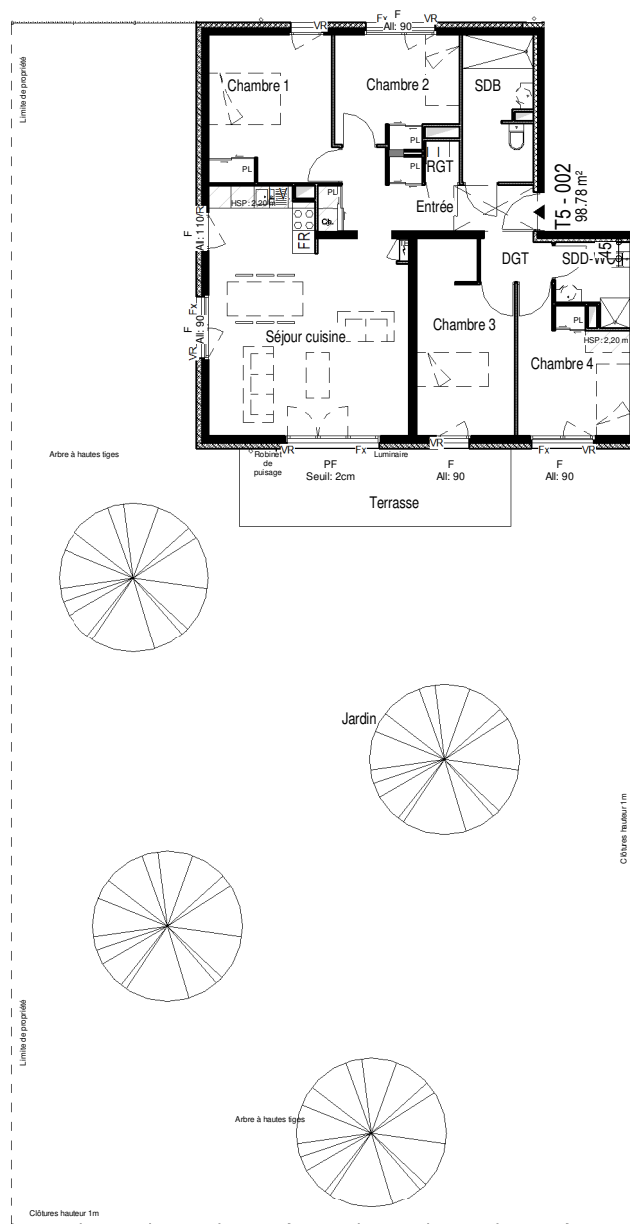 F
VR
Fx
VR
All: 90
Limite de propriété
Chambre 1
Chambre 2
SDB
PL
RGT
PL
PL
PL
Entrée
T5 - 002
98.78 m²
HSP: 2,20 m
FR
F
All: 110
VR
DGT
SDD-WC
45
F
All: 90
Fx
VR
Séjour cuisine
Chambre 3
PL
HSP: 2,20 m
Chambre 4
Arbre à hautes tiges
Robinet
de
puisage
VR
PF
Seuil: 2cm
Fx
Luminaire
VR
F
All: 90
Fx
F
All: 90
VR
Terrasse
Jardin
Clôtures hauteur 1m
Limite de propriété
Arbre à hautes tiges
Clôtures hauteur 1m